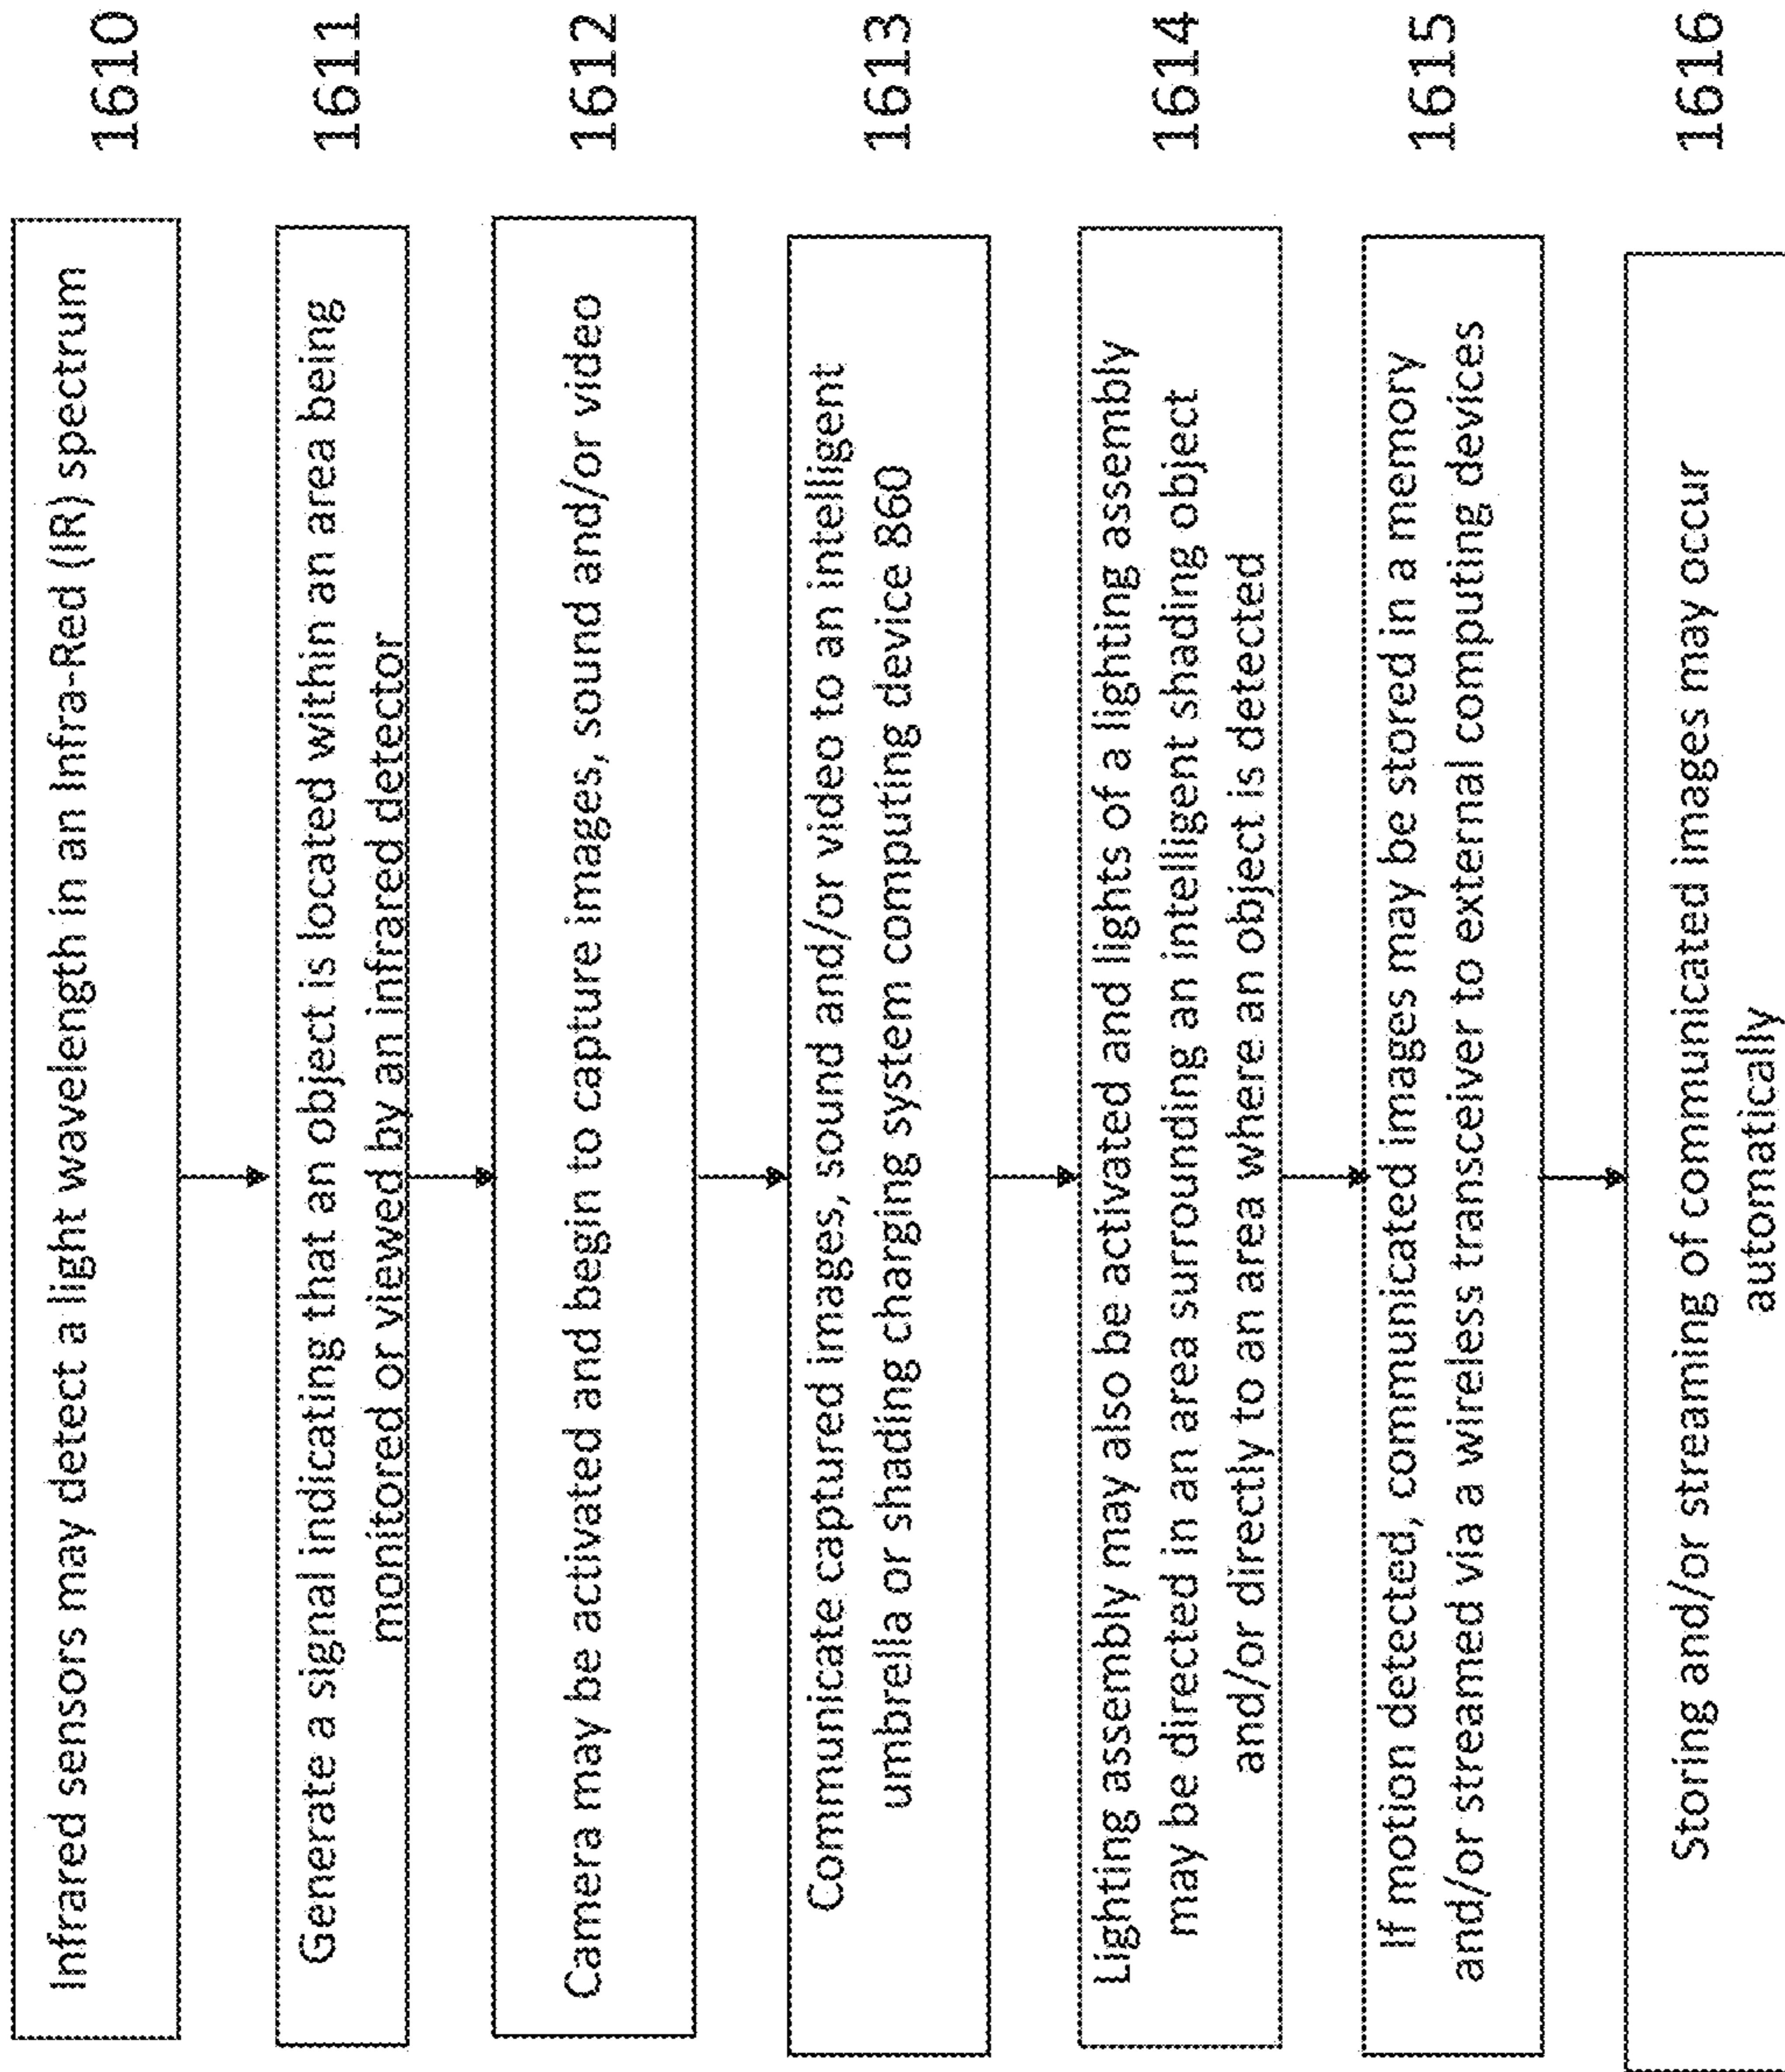 Infrared sensors may detect a light wavelength in an Infra-Red (IR) spectrum
1610
Generate a signal indicating that an object is located within an area being
monitored or viewed by an infrared detector
1611
Camera may be activated and begin to capture images, sound and/or video
1612
Communicate captured images, sound and/or video to an intelligent
umbrella or shading charging system computing device 860
1613
Lighting assembly may also be activated and lights of a lighting assembly
may be directed in an area surrounding an intelligent shading object
and/or directly to an area where an object is detected
1614
If motion detected, communicated images may be stored in a memory
and/or streamed via a wireless transceiver to external computing devices
1615
Storing and/or streaming of communicated images may occur
automatically
1616